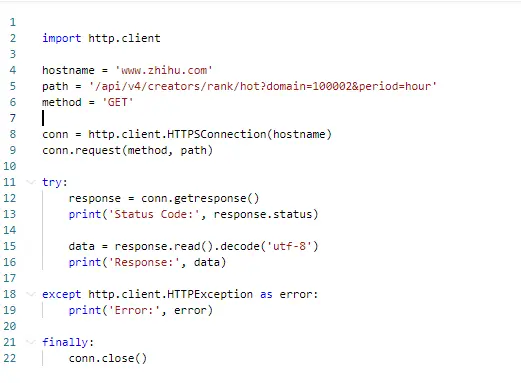 1
2 import http.client
3
4 hostname = 'www.zhihu.com'
5 path = '/api/v4/creators/rank/hot?domain=100002&period=hour'
6 method = 'GET'
7
8 conn = http.client.HTTPSConnection(hostname)
9 conn.request(method, path)
10
11 try:
12     response = conn.getresponse()
13     print('Status Code:', response.status)
14
15     data = response.read().decode('utf-8')
16     print('Response:', data)
17
18 except http.client.HTTPException as error:
19     print('Error:', error)
20
21 finally:
22     conn.close()